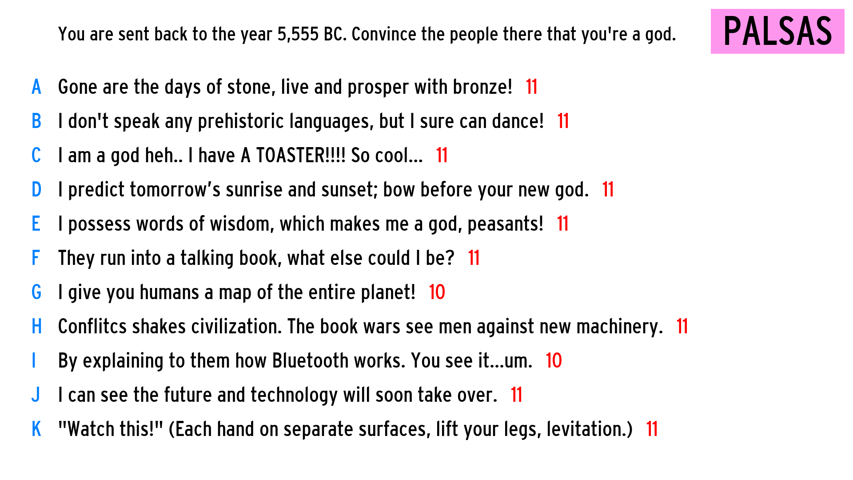 You are sent back to the year 5,555 BC. Convince the people there that you're a god.
PALSAS
A Gone are the days of stone, live and prosper with bronze! 11
B I don't speak any prehistoric languages, but I sure can dance! 11
C I am a god heh.. I have A TOASTER!!!! So cool... 11
D I predict tomorrow’s sunrise and sunset; bow before your new god. 11
E I possess words of wisdom, which makes me a god, peasants! 11
F They run into a talking book, what else could I be? 11
G I give you humans a map of the entire planet! 10
H Conflitcs shakes civilization. The book wars see men against new machinery. 11
I By explaining to them how Bluetooth works. You see it...um. 10
J I can see the future and technology will soon take over. 11
K "Watch this!" (Each hand on separate surfaces, lift your legs, levitation.) 11